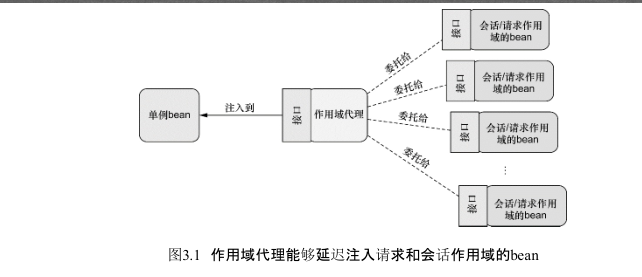 接口
会话/请求作用
域的bean
委托给
接口
会话/请求作用
域的bean
委托给
单例bean
注入到
接口
作用域代理
委托给
接口
会话/请求作用
域的bean
...
委托给
接口
会话/请求作用
域的bean
图3.1 作用域代理能够延迟注入请求和会话作用域的bean